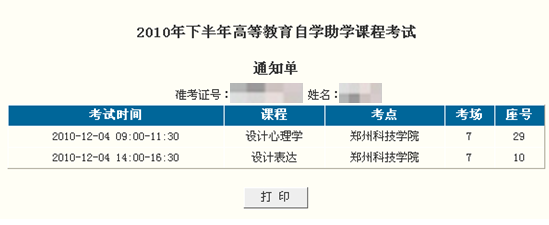 2010年下半年高等教育自学助学课程考试
通知单
准考证号： 姓名：
考试时间 课程 考点 考场 座号
2010-12-04 09:00-11:30 设计心理学 郑州科技学院 7 29
2010-12-04 14:00-16:30 设计表达 郑州科技学院 7 10
打 印